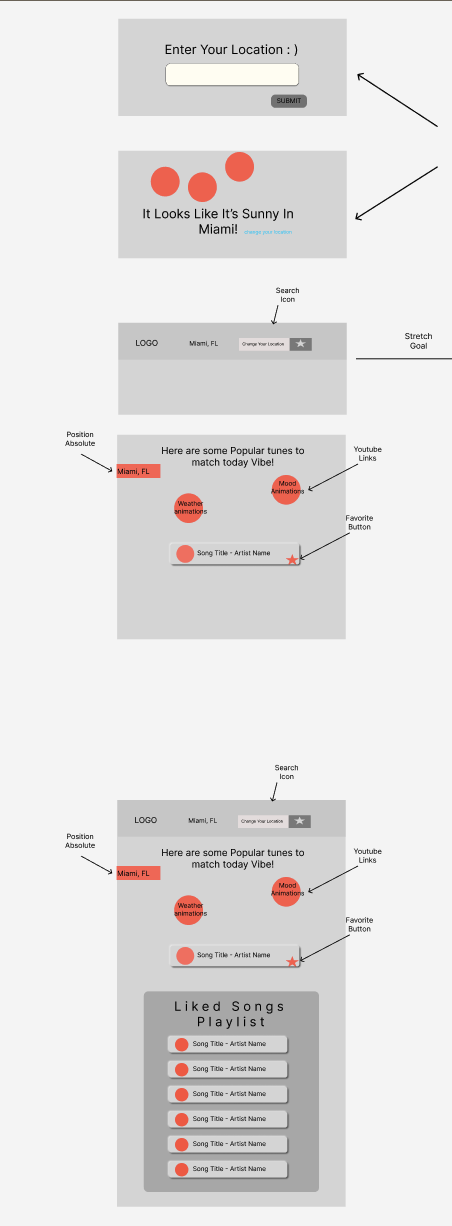 Enter Your Location : )
SUBMIT
It Looks Like It's Sunny In
Miami! change your location
Search
Icon
LOGO
Miami, FL
Change Your Location
Stretch
Goal
Position
Absolute
Here are some Popular tunes to
match today Vibe!
Youtube
Links
Miami, FL
Mood
Animations
Weather
animations
Favorite
Button
Song Title - Artist Name
Search
Icon
LOGO
Miami, FL
Change Your Location
Position
Absolute
Here are some Popular tunes to
match today Vibe!
Youtube
Links
Miami, FL
Mood
Animations
Weather
animations
Favorite
Button
Song Title - Artist Name
Liked Songs
Playlist
Song Title - Artist Name
Song Title - Artist Name
Song Title - Artist Name
Song Title - Artist Name
Song Title - Artist Name
Song Title - Artist Name